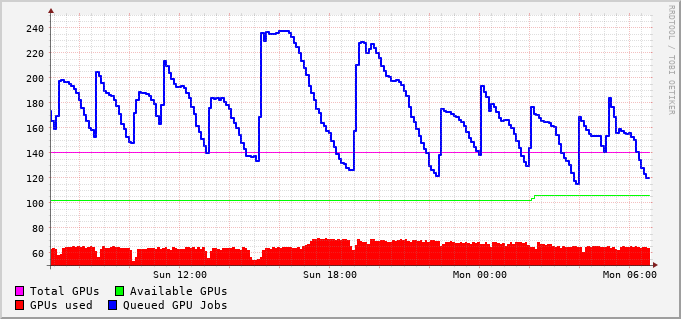 RRDTOOL / TOBI OETIKER
240
220
200
180
160
140
120
100
80
60
Sun 12:00 Sun 18:00 Mon 00:00 Mon 06:00
Total GPUs Available GPUs
GPUs used Queued GPU Jobs